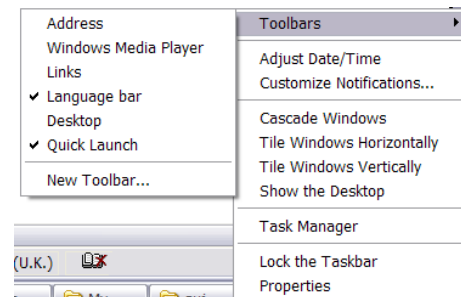 Address
Windows Media Player
Links
Language bar
Desktop
Quick Launch
New Toolbar...
Toolbars
Adjust Date/Time
Customize Notifications...
Cascade Windows
Tile Windows Horizontally
Tile Windows Vertically
Show the Desktop
Task Manager
Lock the Taskbar
Properties
(U.K.)
My